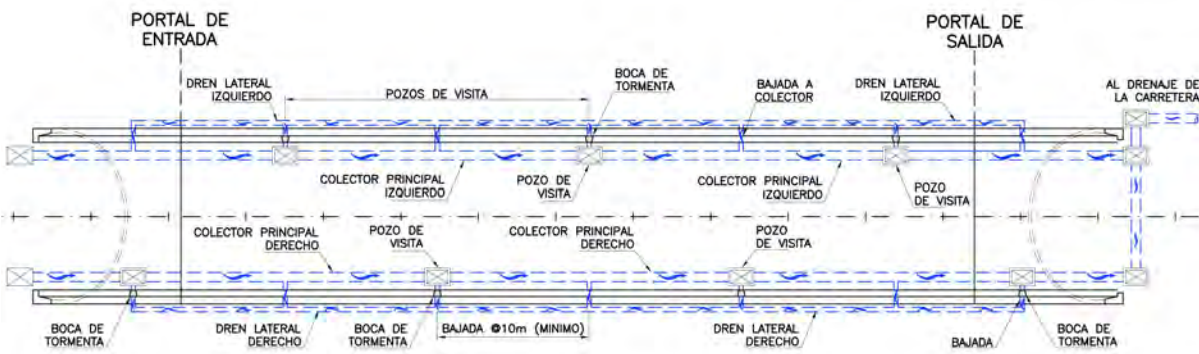 PORTAL DE
ENTRADA
PORTAL DE
SALIDA
DREN LATERAL
IZQUIERDO
POZOS DE VISITA
BOCA DE
TORMENTA
BAJADA A
COLECTOR
DREN LATERAL
IZQUIERDO
AL DRENAJE DE
LA CARRETERA
COLECTOR PRINCIPAL
IZQUIERDO
POZO DE
VISITA
COLECTOR PRINCIPAL
IZQUIERDO
POZO
DE VISITA
COLECTOR PRINCIPAL
DERECHO
POZO DE
VISITA
COLECTOR PRINCIPAL
DERECHO
POZO
DE VISITA
BOCA DE
TORMENTA
DREN LATERAL
DERECHO
BOCA DE
TORMENTA
BAJADA @10m (MINIMO)
DREN LATERAL
DERECHO
BAJADA
BOCA DE
TORMENTA